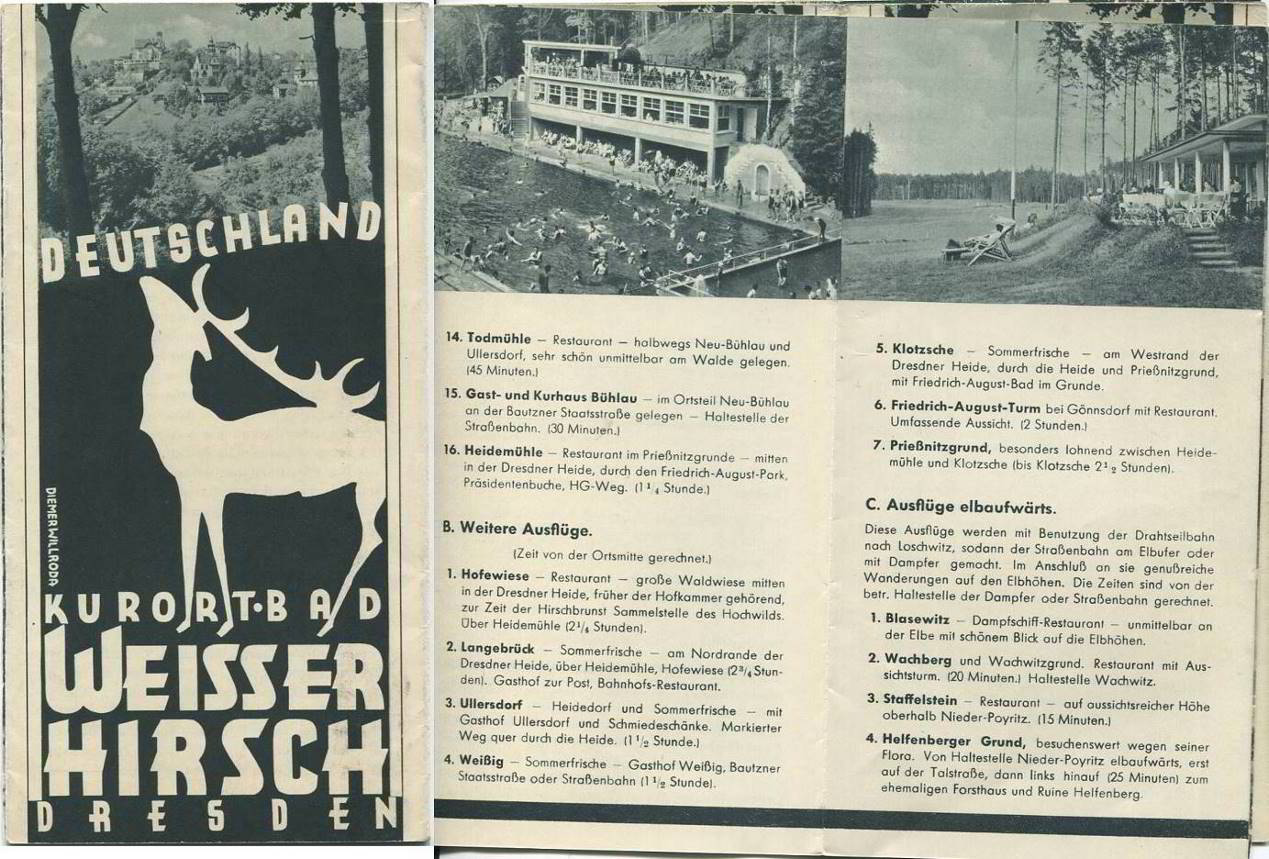 DEUTSCHLAND
DIEMERWILLRODA
KURORT·BAD
WEISSER
HIRSCH
DRESDEN
14. Todmühle — Restaurant — halbwegs Neu-Bühlau und
Ullersdorf, sehr schön unmittelbar am Walde gelegen.
(45 Minuten.)
15. Gast- und Kurhaus Bühlau — im Ortsteil Neu-Bühlau
an der Bautzner Staatsstraße gelegen — Haltestelle der
Straßenbahn. (30 Minuten.)
16. Heidemühle — Restaurant im Prießnitzgrunde — mitten
in der Dresdner Heide, durch den Friedrich-August-Park,
Präsidentenbuche, HG-Weg. (1 1/4 Stunde.)
B. Weitere Ausflüge.
(Zeit von der Ortsmitte gerechnet.)
1. Hofewiese — Restaurant — große Waldwiese mitten
in der Dresdner Heide, früher der Hofkammer gehörend,
zur Zeit der Hirschbrunst Sammelstelle des Hochwilds.
Über Heidemühle (2 1/4 Stunden).
2. Langebrück — Sommerfrische — am Nordrande der
Dresdner Heide, über Heidemühle, Hofewiese (2 3/4 Stun-
den). Gasthof zur Post, Bahnhofs-Restaurant.
3. Ullersdorf — Heidedorf und Sommerfrische — mit
Gasthof Ullersdorf und Schmiedeschänke. Markierter
Weg quer durch die Heide. (1 1/2 Stunde.)
4. Weißig — Sommerfrische — Gasthof Weißig, Bautzner
Staatsstraße oder Straßenbahn (1 1/2 Stunde).
5. Klotzsche — Sommerfrische — am Westrand der
Dresdner Heide, durch die Heide und Prießnitzgrund,
mit Friedrich-August-Bad im Grunde.
6. Friedrich-August-Turm bei Gönnsdorf mit Restaurant.
Umfassende Aussicht. (2 Stunden.)
7. Prießnitzgrund, besonders lohnend zwischen Heide-
mühle und Klotzsche (bis Klotzsche 2 1/2 Stunden).
C. Ausflüge elbaufwärts.
Diese Ausflüge werden mit Benutzung der Drahtseilbahn
nach Loschwitz, sodann der Straßenbahn am Elbufer oder
mit Dampfer gemacht. Im Anschluß an sie genußreiche
Wanderungen auf den Elbhöhen. Die Zeiten sind von der
betr. Haltestelle der Dampfer oder Straßenbahn gerechnet.
1. Blasewitz — Dampfschiff-Restaurant — unmittelbar an
der Elbe mit schönem Blick auf die Elbhöhen.
2. Wachberg und Wachwitzgrund. Restaurant mit Aus-
sichtsturm. (20 Minuten.) Haltestelle Wachwitz.
3. Staffelstein — Restaurant — auf aussichtsreicher Höhe
oberhalb Nieder-Poyritz. (15 Minuten.)
4. Helfenberger Grund, besuchenswert wegen seiner
Flora. Von Haltestelle Nieder-Poyritz elbaufwärts, erst
auf der Talstraße, dann links hinauf (25 Minuten) zum
ehemaligen Forsthaus und Ruine Helfenberg.